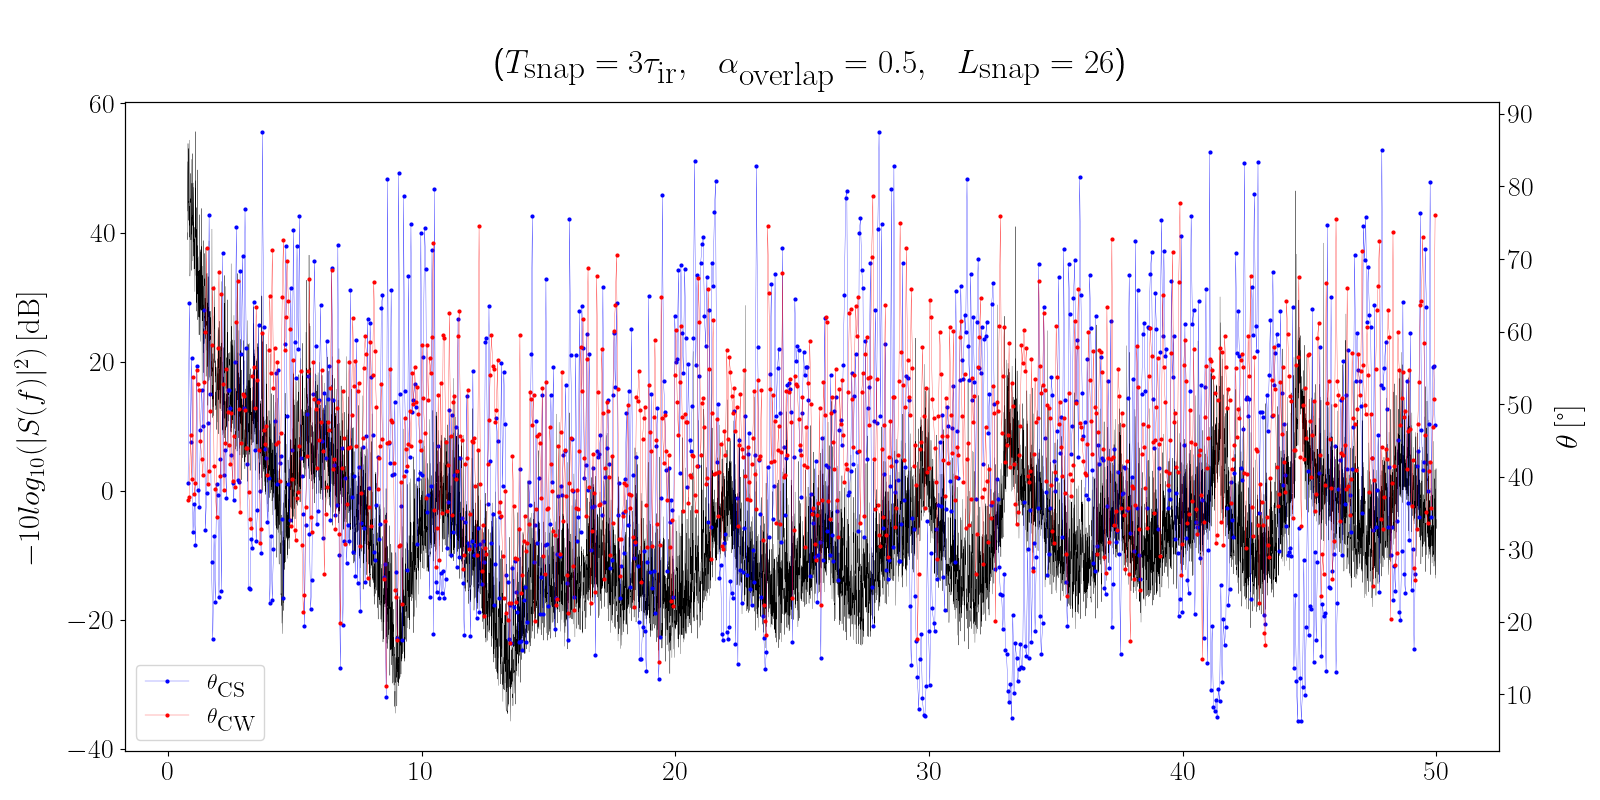 (T_snap = 3τ_ir, α_overlap = 0.5, L_snap = 26)
60
40
20
0
−20
−40
−10log₁₀(|S(f)|²) [dB]
90
80
70
60
50
40
30
20
10
θ [°]
θ_CS
θ_CW
0 10 20 30 40 50